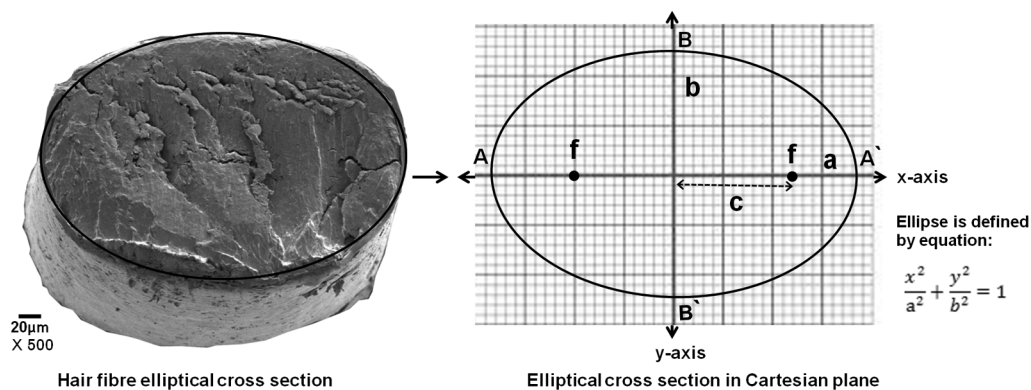 20µm
X 500
Hair fibre elliptical cross section
B
b
A
f
f
a
A`
x-axis
c
Ellipse is defined
by equation:
x²/a² + y²/b² = 1
B`
y-axis
Elliptical cross section in Cartesian plane